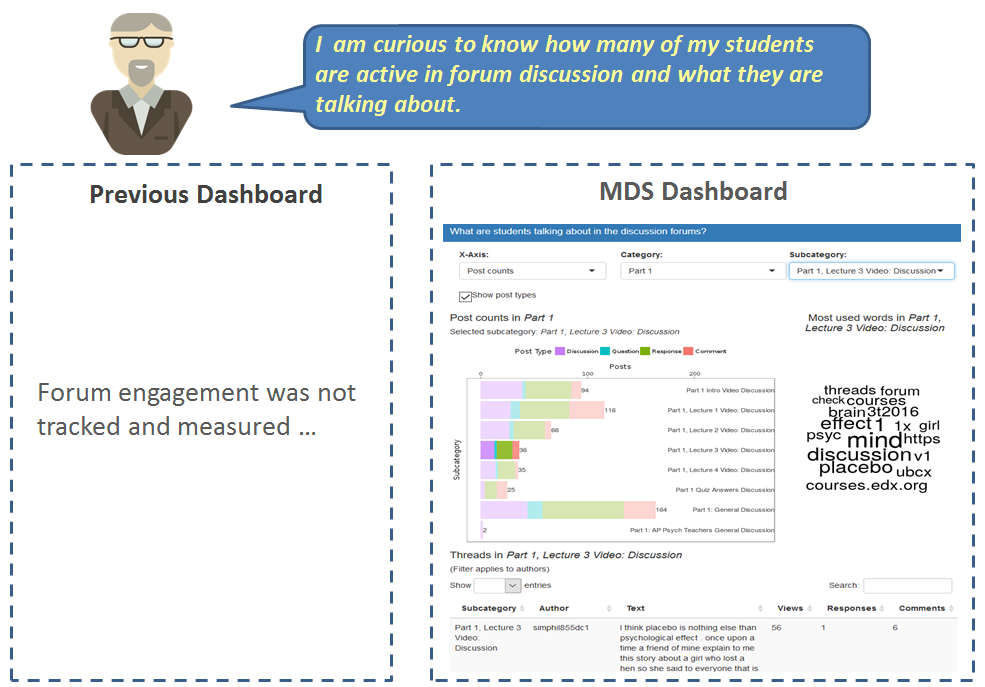 I am curious to know how many of my students
are active in forum discussion and what they are
talking about.
Previous Dashboard
Forum engagement was not
tracked and measured ...
MDS Dashboard
What are students talking about in the discussion forums?
X-Axis:
Category:
Subcategory:
Post counts
Part 1
Part 1, Lecture 3 Video: Discussion
Show post types
Post counts in Part 1
Selected subcategory: Part 1, Lecture 3 Video: Discussion
Most used words in Part 1,
Lecture 3 Video: Discussion
Post Type Discussion Question Response Comment
Posts
0 100 200
Subcategory
94 Part 1 Intro Video Discussion
116 Part 1, Lecture 1 Video: Discussion
66 Part 1, Lecture 2 Video: Discussion
36 Part 1, Lecture 3 Video: Discussion
35 Part 1, Lecture 4 Video: Discussion
25 Part 1 Quiz Answers Discussion
164 Part 1: General Discussion
2 Part 1: AP Psych Teachers General Discussion
threads forum
check courses
brain 3t2016
effect 1 1x girl
psyc mind https
discussion v1
placebo ubcx
courses.edx.org
Threads in Part 1, Lecture 3 Video: Discussion
(Filter applies to authors)
Show entries
Search:
Subcategory Author Text Views Responses Comments
Part 1, Lecture 3 simphil855dc1 I think placebo is nothing else than 56 1 6
Video: psychological effect . once upon a
Discussion time a friend of mine explain to me
this story about a girl who lost a
hen so she said to everyone that is